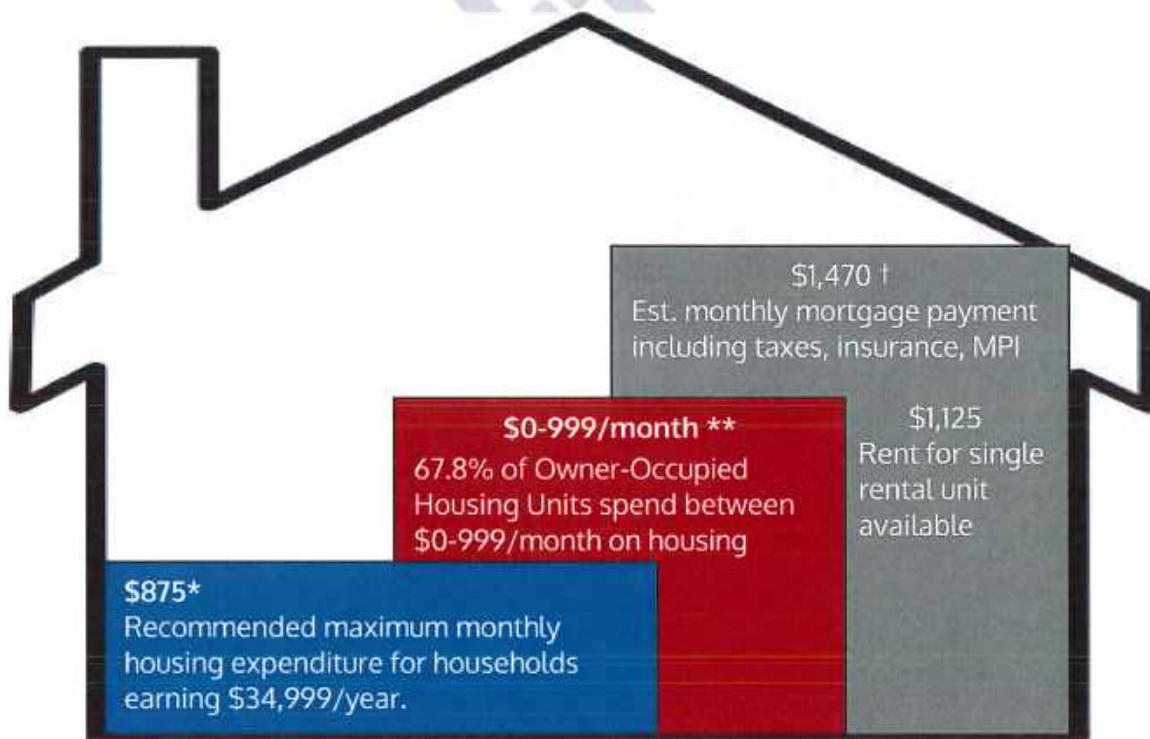 $1,470 †
Est. monthly mortgage payment
including taxes, insurance, MPI
$1,125
Rent for single
rental unit
available
$0-999/month **
67.8% of Owner-Occupied
Housing Units spend between
$0-999/month on housing
$875*
Recommended maximum monthly
housing expenditure for households
earning $34,999/year.